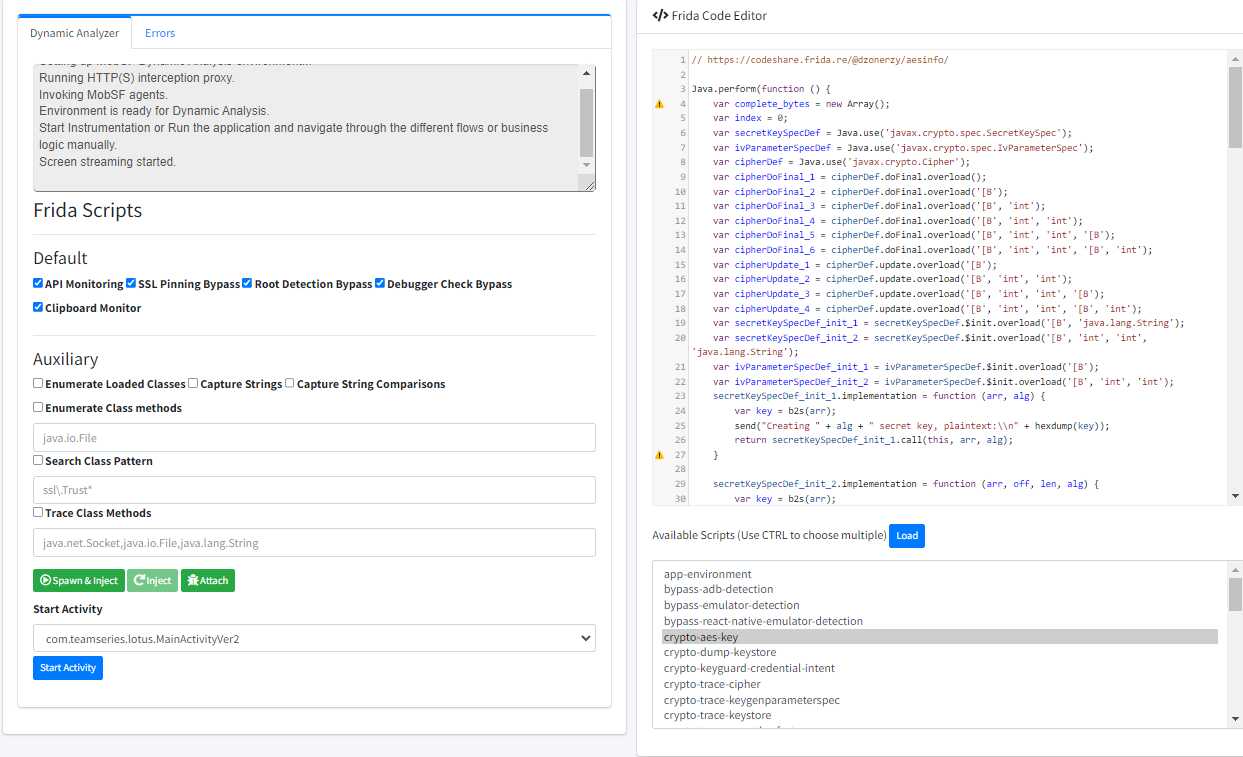 Dynamic Analyzer
Errors
Setting up MobSF Dynamic Analysis environment...
Running HTTP(S) interception proxy.
Invoking MobSF agents.
Environment is ready for Dynamic Analysis.
Start Instrumentation or Run the application and navigate through the different flows or business
logic manually.
Screen streaming started.
Frida Scripts
Default
API Monitoring SSL Pinning Bypass Root Detection Bypass Debugger Check Bypass
Clipboard Monitor
Auxiliary
Enumerate Loaded Classes Capture Strings Capture String Comparisons
Enumerate Class methods
java.io.File
Search Class Pattern
ssl\.Trust*
Trace Class Methods
java.net.Socket,java.io.File,java.lang.String
Spawn & Inject Inject Attach
Start Activity
com.teamseries.lotus.MainActivityVer2
Start Activity
</> Frida Code Editor
1 // https://codeshare.frida.re/@dzonerzy/aesinfo/
2
3 Java.perform(function () {
4 var complete_bytes = new Array();
5 var index = 0;
6 var secretKeySpecDef = Java.use('javax.crypto.spec.SecretKeySpec');
7 var ivParameterSpecDef = Java.use('javax.crypto.spec.IvParameterSpec');
8 var cipherDef = Java.use('javax.crypto.Cipher');
9 var cipherDoFinal_1 = cipherDef.doFinal.overload();
10 var cipherDoFinal_2 = cipherDef.doFinal.overload('[B');
11 var cipherDoFinal_3 = cipherDef.doFinal.overload('[B', 'int');
12 var cipherDoFinal_4 = cipherDef.doFinal.overload('[B', 'int', 'int');
13 var cipherDoFinal_5 = cipherDef.doFinal.overload('[B', 'int', 'int', '[B');
14 var cipherDoFinal_6 = cipherDef.doFinal.overload('[B', 'int', 'int', '[B', 'int');
15 var cipherUpdate_1 = cipherDef.update.overload('[B');
16 var cipherUpdate_2 = cipherDef.update.overload('[B', 'int', 'int');
17 var cipherUpdate_3 = cipherDef.update.overload('[B', 'int', 'int', '[B');
18 var cipherUpdate_4 = cipherDef.update.overload('[B', 'int', 'int', '[B', 'int');
19 var secretKeySpecDef_init_1 = secretKeySpecDef.$init.overload('[B', 'java.lang.String');
20 var secretKeySpecDef_init_2 = secretKeySpecDef.$init.overload('[B', 'int', 'int',
'java.lang.String');
21 var ivParameterSpecDef_init_1 = ivParameterSpecDef.$init.overload('[B');
22 var ivParameterSpecDef_init_2 = ivParameterSpecDef.$init.overload('[B', 'int', 'int');
23 secretKeySpecDef_init_1.implementation = function (arr, alg) {
24 var key = b2s(arr);
25 send("Creating " + alg + " secret key, plaintext:\\n" + hexdump(key));
26 return secretKeySpecDef_init_1.call(this, arr, alg);
27 }
28
29 secretKeySpecDef_init_2.implementation = function (arr, off, len, alg) {
30 var key = b2s(arr);
Available Scripts (Use CTRL to choose multiple) Load
app-environment
bypass-adb-detection
bypass-emulator-detection
bypass-react-native-emulator-detection
crypto-aes-key
crypto-dump-keystore
crypto-keyguard-credential-intent
crypto-trace-cipher
crypto-trace-keygenparameterspec
crypto-trace-keystore